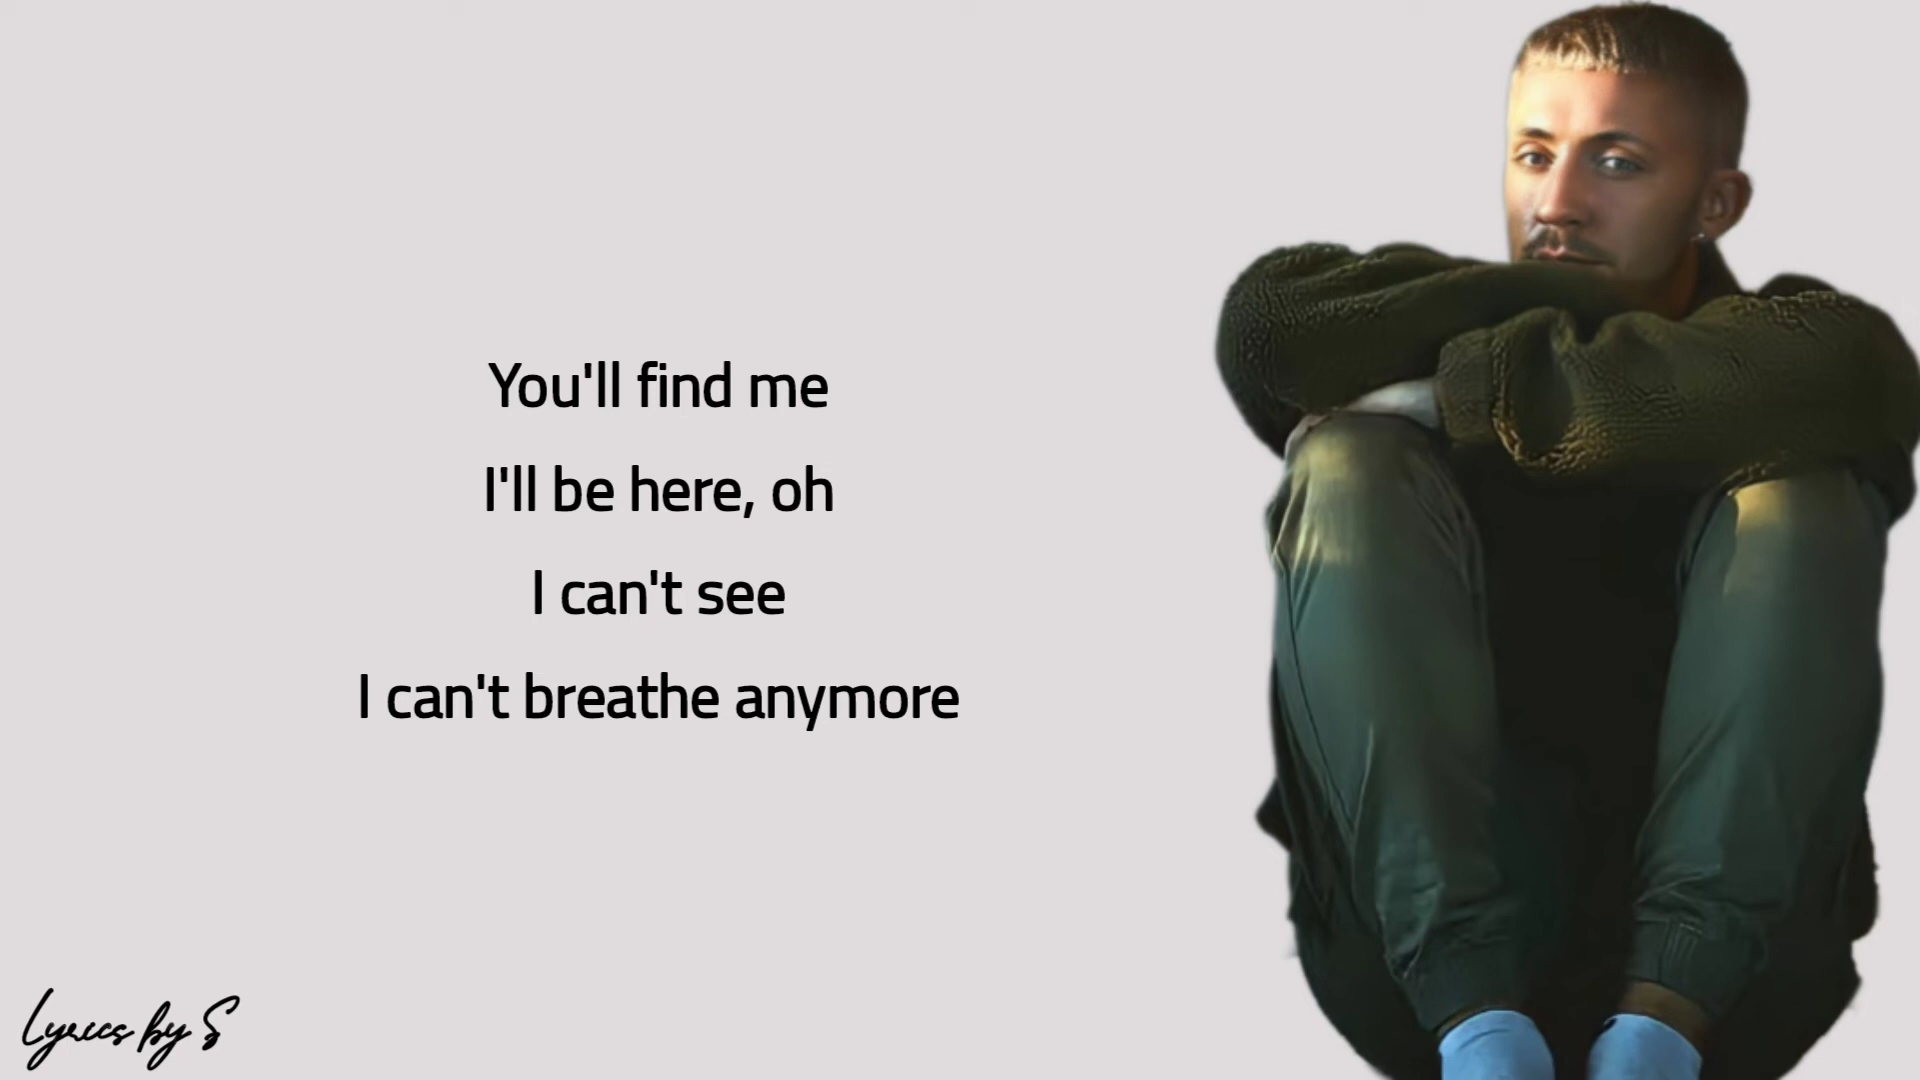 You'll find me
I'll be here, oh
I can't see
I can't breathe anymore
Lyrics by S